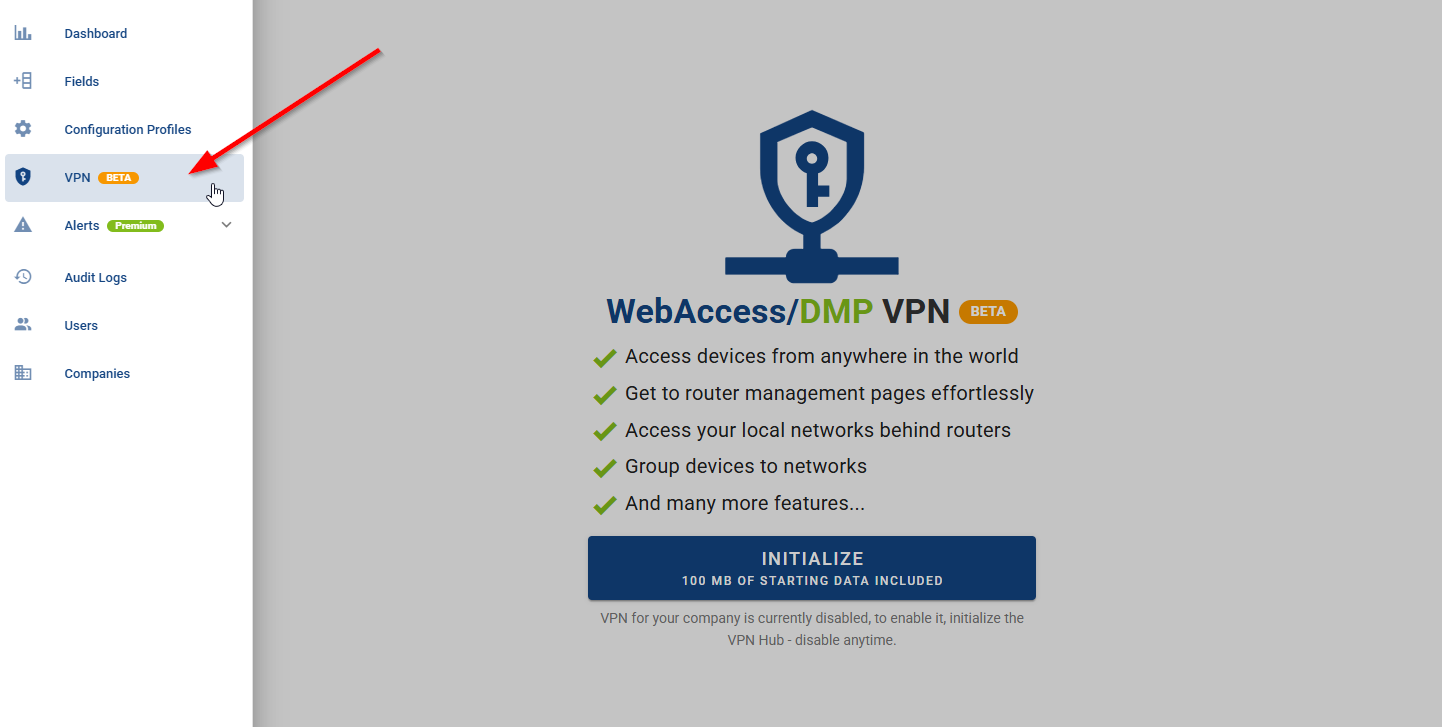 Dashboard
Fields
Configuration Profiles
VPN BETA
Alerts Premium
Audit Logs
Users
Companies
WebAccess/DMP VPN BETA
Access devices from anywhere in the world
Get to router management pages effortlessly
Access your local networks behind routers
Group devices to networks
And many more features...
INITIALIZE
100 MB OF STARTING DATA INCLUDED
VPN for your company is currently disabled, to enable it, initialize the
VPN Hub - disable anytime.